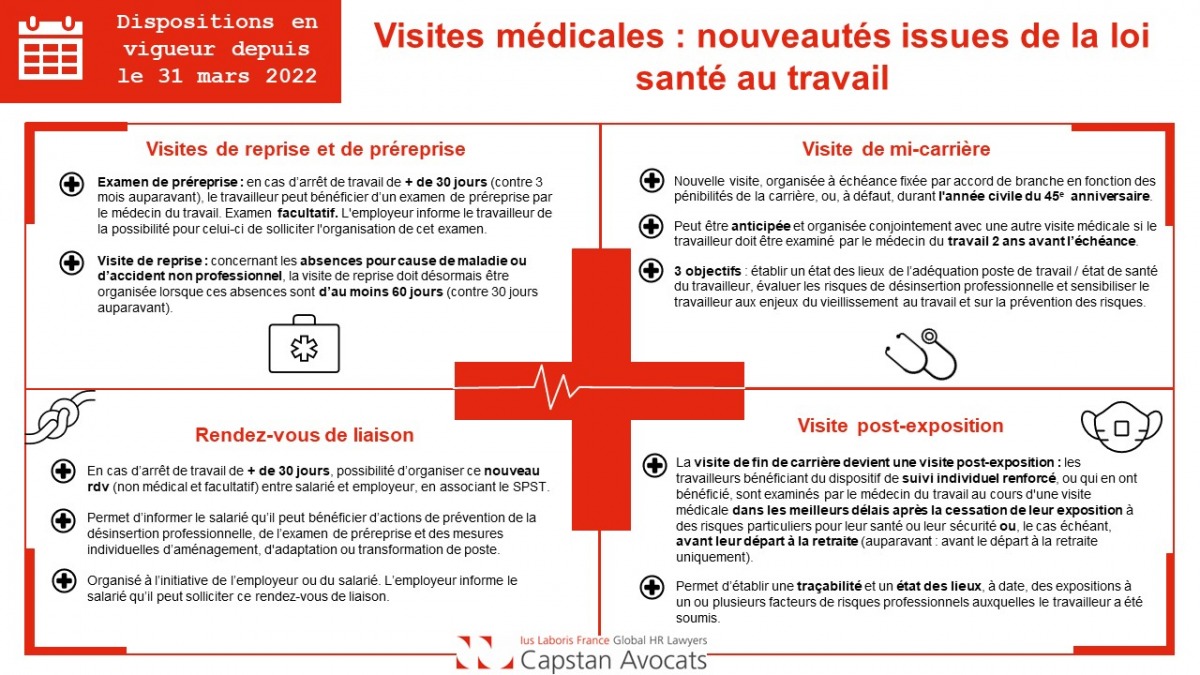 Dispositions en
vigueur depuis
le 31 mars 2022
Visites médicales : nouveautés issues de la loi
santé au travail
Visites de reprise et de préreprise
Examen de préreprise : en cas d’arrêt de travail de + de 30 jours (contre 3
mois auparavant), le travailleur peut bénéficier d’un examen de préreprise par
le médecin du travail. Examen facultatif. L'employeur informe le travailleur de
la possibilité pour celui-ci de solliciter l'organisation de cet examen.
Visite de reprise : concernant les absences pour cause de maladie ou
d’accident non professionnel, la visite de reprise doit désormais être
organisée lorsque ces absences sont d’au moins 60 jours (contre 30 jours
auparavant).
Visite de mi-carrière
Nouvelle visite, organisée à échéance fixée par accord de branche en fonction des
pénibilités de la carrière, ou, à défaut, durant l'année civile du 45e anniversaire.
Peut être anticipée et organisée conjointement avec une autre visite médicale si le
travailleur doit être examiné par le médecin du travail 2 ans avant l’échéance.
3 objectifs : établir un état des lieux de l’adéquation poste de travail / état de santé
du travailleur, évaluer les risques de désinsertion professionnelle et sensibiliser le
travailleur aux enjeux du vieillissement au travail et sur la prévention des risques.
Rendez-vous de liaison
En cas d’arrêt de travail de + de 30 jours, possibilité d’organiser ce nouveau
rdv (non médical et facultatif) entre salarié et employeur, en associant le SPST.
Permet d’informer le salarié qu’il peut bénéficier d’actions de prévention de la
désinsertion professionnelle, de l’examen de préreprise et des mesures
individuelles d’aménagement, d'adaptation ou transformation de poste.
Organisé à l’initiative de l’employeur ou du salarié. L’employeur informe le
salarié qu’il peut solliciter ce rendez-vous de liaison.
Visite post-exposition
La visite de fin de carrière devient une visite post-exposition : les
travailleurs bénéficiant du dispositif de suivi individuel renforcé, ou qui en ont
bénéficié, sont examinés par le médecin du travail au cours d'une visite
médicale dans les meilleurs délais après la cessation de leur exposition à
des risques particuliers pour leur santé ou leur sécurité ou, le cas échéant,
avant leur départ à la retraite (auparavant : avant le départ à la retraite
uniquement).
Permet d’établir une traçabilité et un état des lieux, à date, des expositions à
un ou plusieurs facteurs de risques professionnels auxquelles le travailleur a été
soumis.
Ius Laboris France Global HR Lawyers
Capstan Avocats